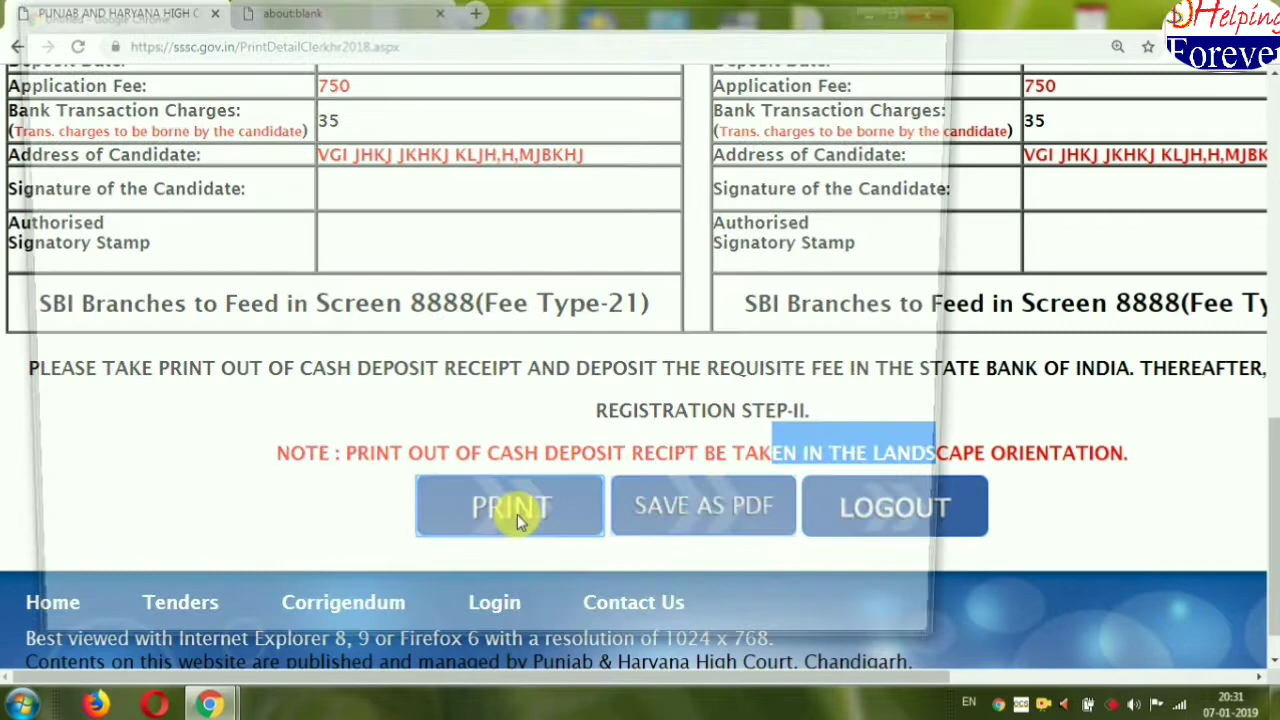 PUNJAB AND HARYANA HIGH C
about:blank
Untitled - Google Chrome
Helping
Forever
https://sssc.gov.in/PrintDetailClerkhr2018.aspx
Deposit Date: Deposit Date:
Application Fee: 750 Application Fee: 750
Bank Transaction Charges: 35 Bank Transaction Charges: 35
(Trans. charges to be borne by the candidate) (Trans. charges to be borne by the candidate)
Address of Candidate: VGI JHKJ JKHKJ KLJH,H,MJBKHJ Address of Candidate: VGI JHKJ JKHKJ KLJH,H,MJBK
Signature of the Candidate: Signature of the Candidate:
Authorised Authorised
Signatory Stamp Signatory Stamp
SBI Branches to Feed in Screen 8888(Fee Type-21) SBI Branches to Feed in Screen 8888(Fee Ty
PLEASE TAKE PRINT OUT OF CASH DEPOSIT RECEIPT AND DEPOSIT THE REQUISITE FEE IN THE STATE BANK OF INDIA. THEREAFTER,
REGISTRATION STEP-II.
NOTE : PRINT OUT OF CASH DEPOSIT RECIPT BE TAKEN IN THE LANDSCAPE ORIENTATION.
PRINT SAVE AS PDF LOGOUT
Home Tenders Corrigendum Login Contact Us
Best viewed with Internet Explorer 8, 9 or Firefox 6 with a resolution of 1024 x 768.
Contents on this website are published and managed by Punjab & Haryana High Court, Chandigarh.
EN
20:31
07-01-2019